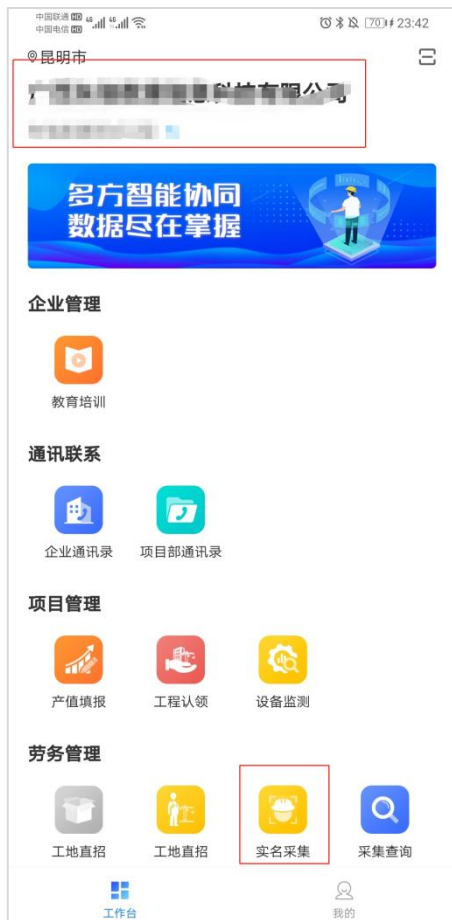 中国联通 HD 46 46
中国电信 HD
70 23:42
昆明市
科技有限公司
多方智能协同
数据尽在掌握
企业管理
教育培训
通讯联系
企业通讯录 项目部通讯录
项目管理
产值填报 工程认领 设备监测
劳务管理
工地直招 工地直招 实名采集 采集查询
工作台 我的